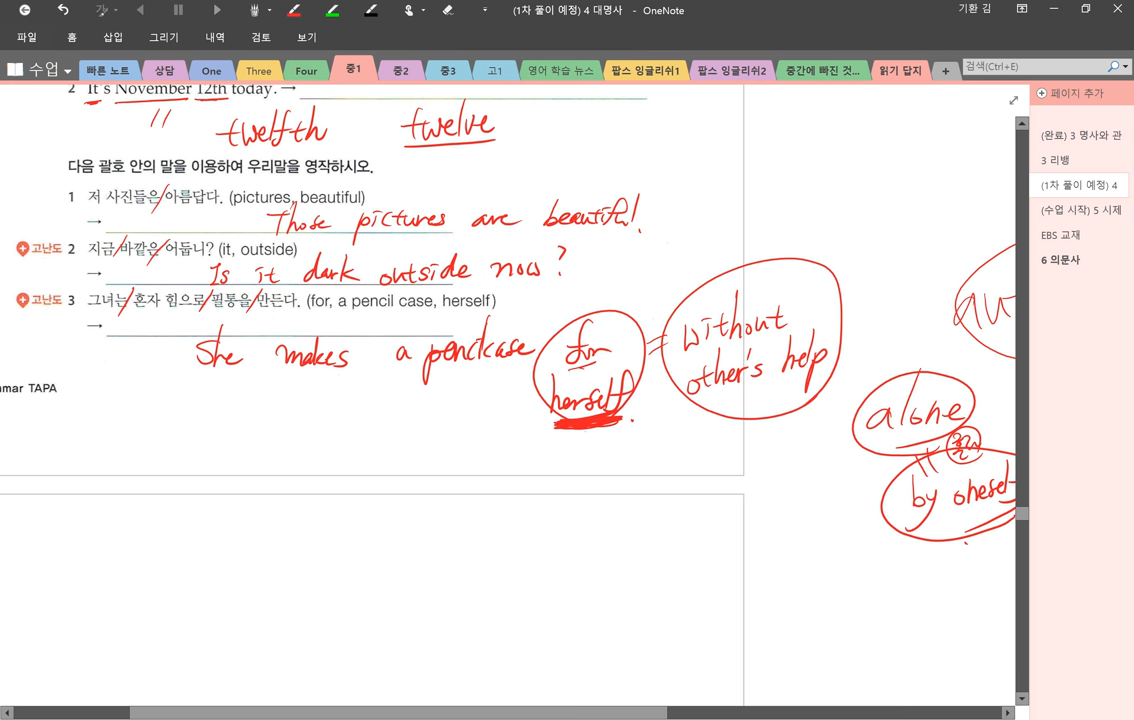 (1차 풀이 예정) 4 대명사 - OneNote
기환 김
파일 홈 삽입 그리기 내역 검토 보기
수업 빠른 노트 상담 One Three Four 중1 중2 중3 고1 영어 학습 뉴스 팝스 잉글리쉬1 팝스 잉글리쉬2 중간에 빠진 것... 읽기 답지 + 검색(Ctrl+E)
페이지 추가
(완료) 3 명사와 관
3 리뱅
(1차 풀이 예정) 4
(수업 시작) 5 시제
EBS 교재
6 의문사
2 It's November 12th today. →
twelfth twelve
다음 괄호 안의 말을 이용하여 우리말을 영작하시오.
1 저 사진들은 아름답다. (pictures, beautiful)
→ Those pictures are beautiful!
고난도 2 지금 바깥은 어둡니? (it, outside)
→ Is it dark outside now?
고난도 3 그녀는 혼자 힘으로 필통을 만든다. (for, a pencil case, herself)
→
She makes a pencilcase for herself.
= without other's help
alone
by onesel
mmar TAPA